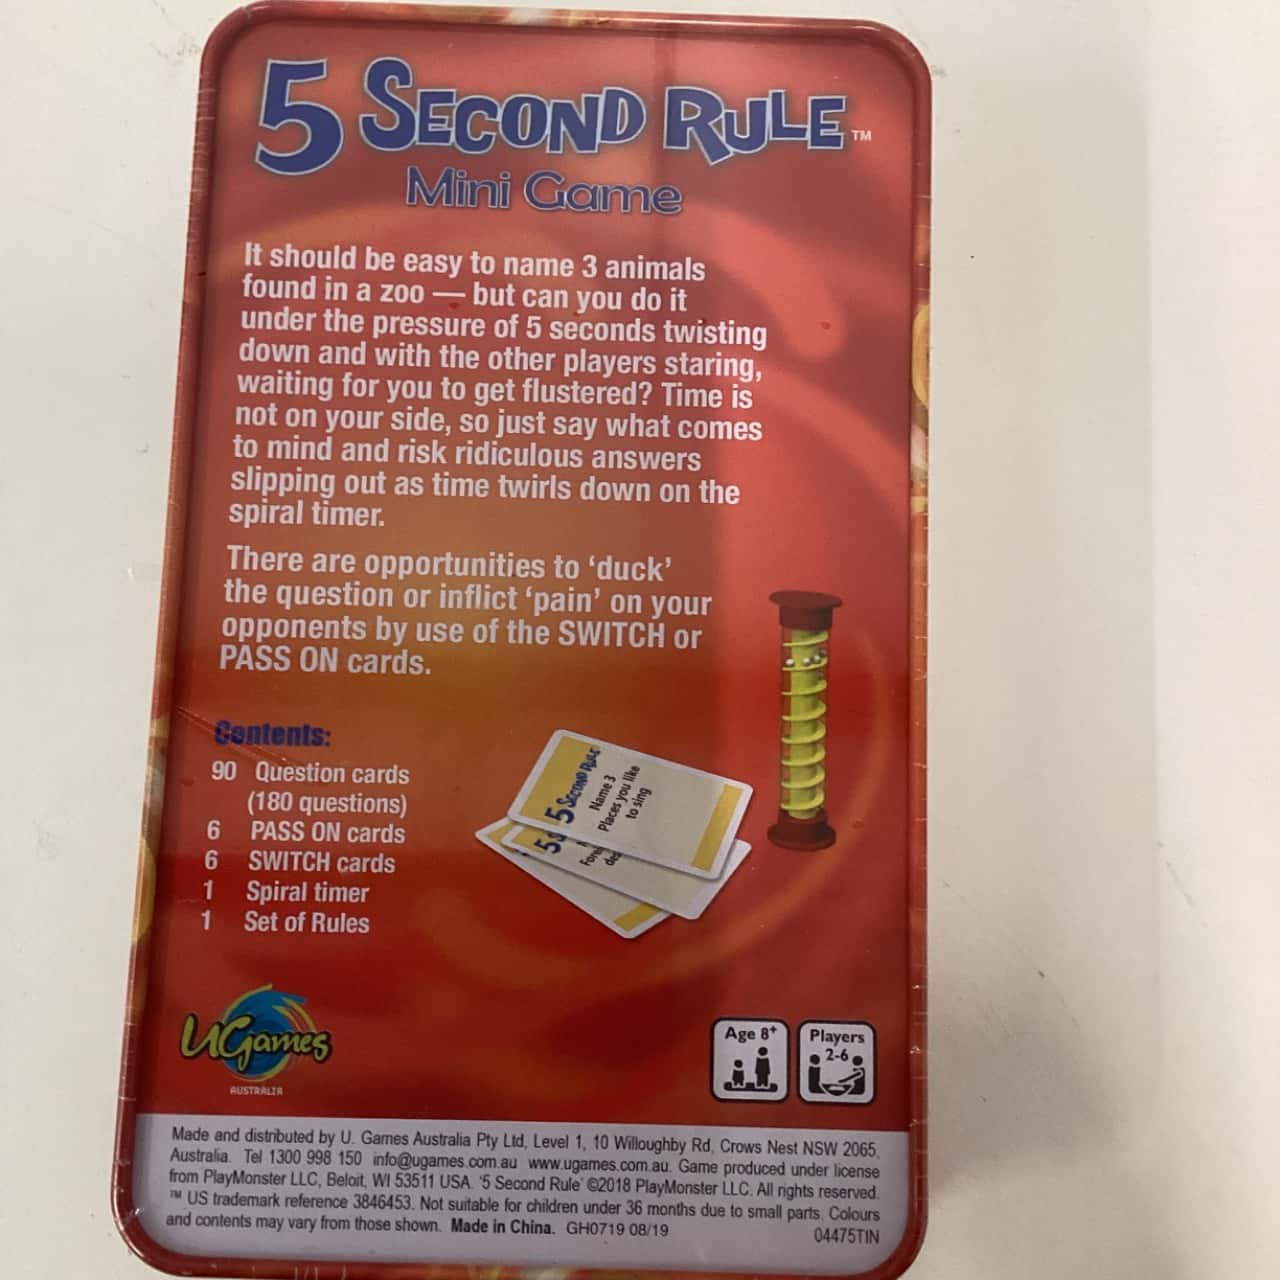 5 SECOND RULE™
Mini Game
It should be easy to name 3 animals
found in a zoo — but can you do it
under the pressure of 5 seconds twisting
down and with the other players staring,
waiting for you to get flustered? Time is
not on your side, so just say what comes
to mind and risk ridiculous answers
slipping out as time twirls down on the
spiral timer.
There are opportunities to ‘duck’
the question or inflict ‘pain’ on your
opponents by use of the SWITCH or
PASS ON cards.
Contents:
90 Question cards
(180 questions)
6 PASS ON cards
6 SWITCH cards
1 Spiral timer
1 Set of Rules
5 SECOND RULE
Name 3
Places you like
to sing
5 S
UGames
AUSTRALIA
Age 8+
Players
2-6
Made and distributed by U. Games Australia Pty Ltd, Level 1, 10 Willoughby Rd, Crows Nest NSW 2065,
Australia. Tel 1300 998 150 info@ugames.com.au www.ugames.com.au. Game produced under license
from PlayMonster LLC, Beloit, WI 53511 USA. ‘5 Second Rule’ ©2018 PlayMonster LLC. All rights reserved.
™ US trademark reference 3846453. Not suitable for children under 36 months due to small parts. Colours
and contents may vary from those shown. Made in China. GH0719 08/19
04475TIN